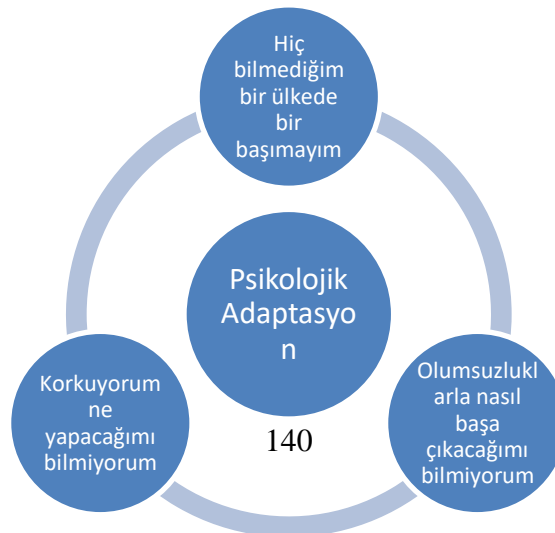 Hiç
bilmediğim
bir ülkede
bir
başımayım
Psikolojik
Adaptasyo
n
Korkuyorum
ne
yapacağımı
bilmiyorum
Olumsuzlukl
arla nasıl
başa
çıkacağımı
bilmiyorum
140